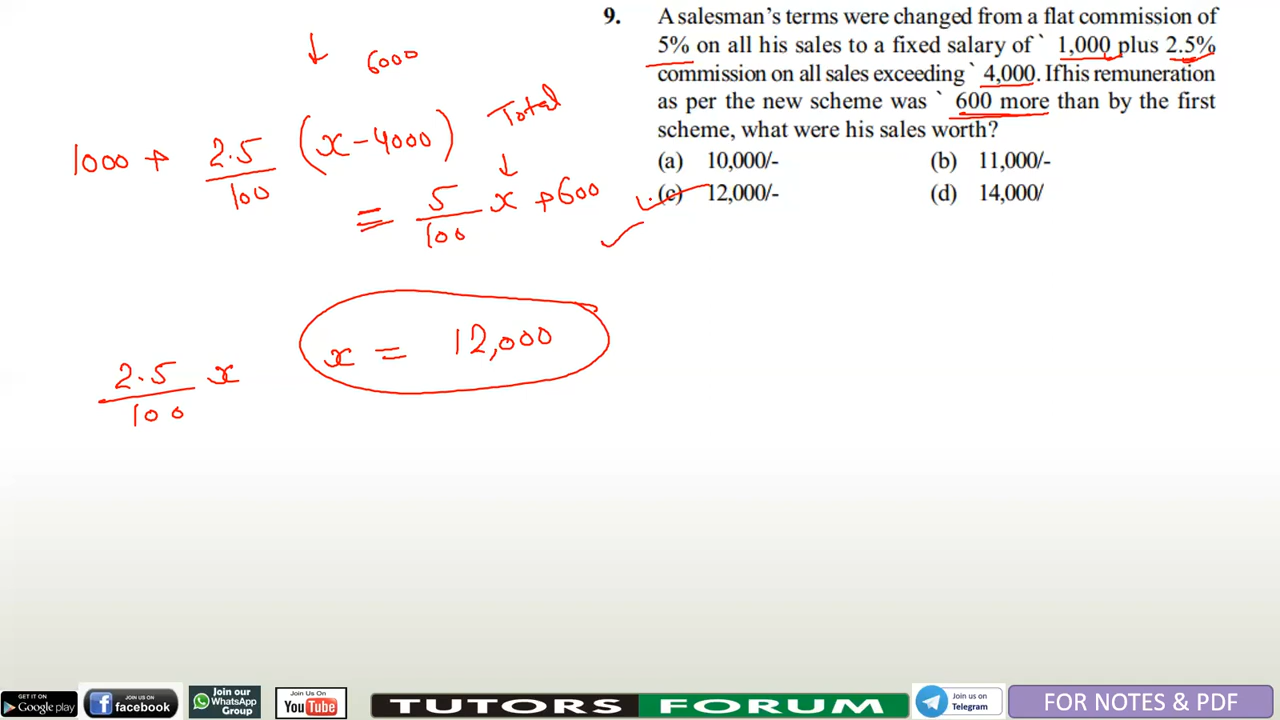 9. A salesman's terms were changed from a flat commission of
5% on all his sales to a fixed salary of ` 1,000 plus 2.5%
commission on all sales exceeding ` 4,000. If his remuneration
as per the new scheme was ` 600 more than by the first
scheme, what were his sales worth?
(a) 10,000/- (b) 11,000/-
(c) 12,000/- (d) 14,000/
6000
Total
1000 + 2.5/100 (x-4000)
= 5/100 x +600
x = 12,000
2.5/100 x
GET IT ON
Google play
JOIN US ON
facebook
Join our
WhatsApp
Group
Join Us On
YouTube
TUTORS FORUM
Join us on
Telegram
FOR NOTES & PDF